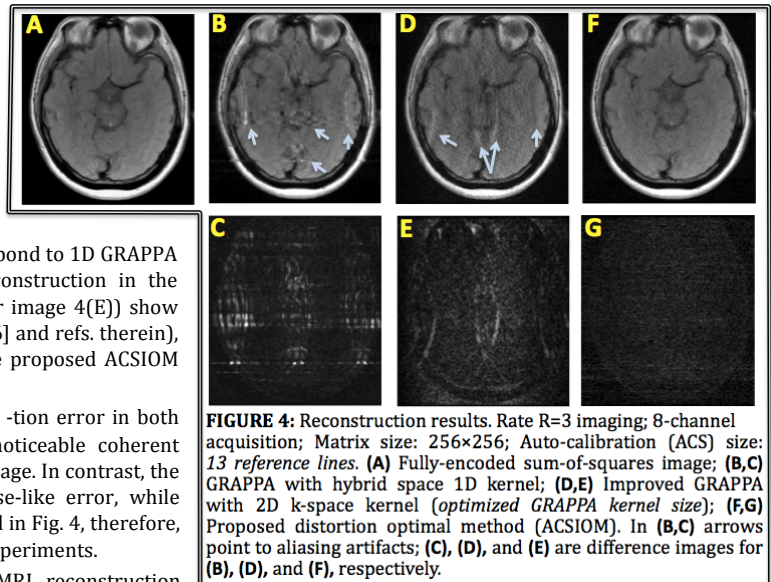 A
B
D
F
C
E
G
pond to 1D GRAPPA
onstruction in the
r image 4(E)) show
6] and refs. therein),
e proposed ACSIOM
-tion error in both
noticeable coherent
age. In contrast, the
se-like error, while
d in Fig. 4, therefore,
xperiments.
MRI reconstruction
FIGURE 4: Reconstruction results. Rate R=3 imaging; 8-channel
acquisition; Matrix size: 256×256; Auto-calibration (ACS) size:
13 reference lines. (A) Fully-encoded sum-of-squares image; (B,C)
GRAPPA with hybrid space 1D kernel; (D,E) Improved GRAPPA
with 2D k-space kernel (optimized GRAPPA kernel size); (F,G)
Proposed distortion optimal method (ACSIOM). In (B,C) arrows
point to aliasing artifacts; (C), (D), and (E) are difference images for
(B), (D), and (F), respectively.